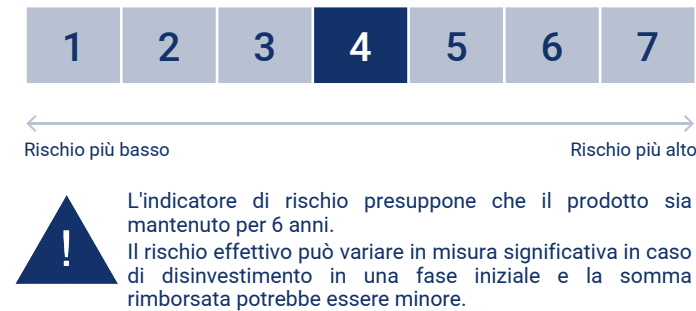 1 2 3 4 5 6 7
Rischio più basso Rischio più alto
!
L'indicatore di rischio presuppone che il prodotto sia
mantenuto per 6 anni.
Il rischio effettivo può variare in misura significativa in caso
di disinvestimento in una fase iniziale e la somma
rimborsata potrebbe essere minore.